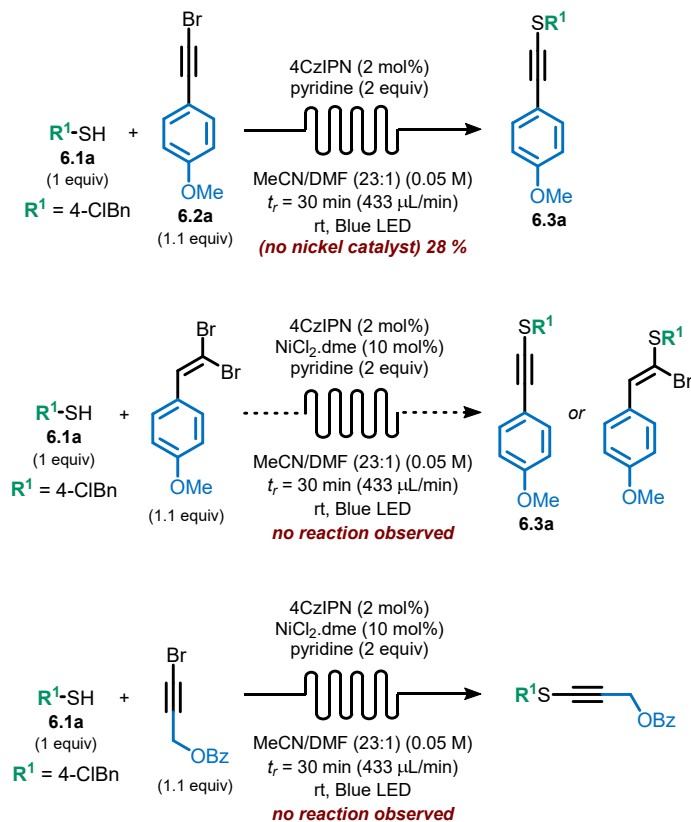 Br
OMe
6.2a
(1.1 equiv)
R¹-SH
6.1a
(1 equiv)
R¹ = 4-ClBn
+
4CzIPN (2 mol%)
pyridine (2 equiv)
MeCN/DMF (23:1) (0.05 M)
tᵣ = 30 min (433 μL/min)
rt, Blue LED
(no nickel catalyst) 28 %
SR¹
OMe
6.3a
R¹-SH
6.1a
(1 equiv)
R¹ = 4-ClBn
+
Br
Br
OMe
(1.1 equiv)
4CzIPN (2 mol%)
NiCl₂.dme (10 mol%)
pyridine (2 equiv)
MeCN/DMF (23:1) (0.05 M)
tᵣ = 30 min (433 μL/min)
rt, Blue LED
no reaction observed
SR¹
OMe
6.3a
or
SR¹
Br
OMe
R¹-SH
6.1a
(1 equiv)
R¹ = 4-ClBn
+
Br
OBz
(1.1 equiv)
4CzIPN (2 mol%)
NiCl₂.dme (10 mol%)
pyridine (2 equiv)
MeCN/DMF (23:1) (0.05 M)
tᵣ = 30 min (433 μL/min)
rt, Blue LED
no reaction observed
R¹S
OBz